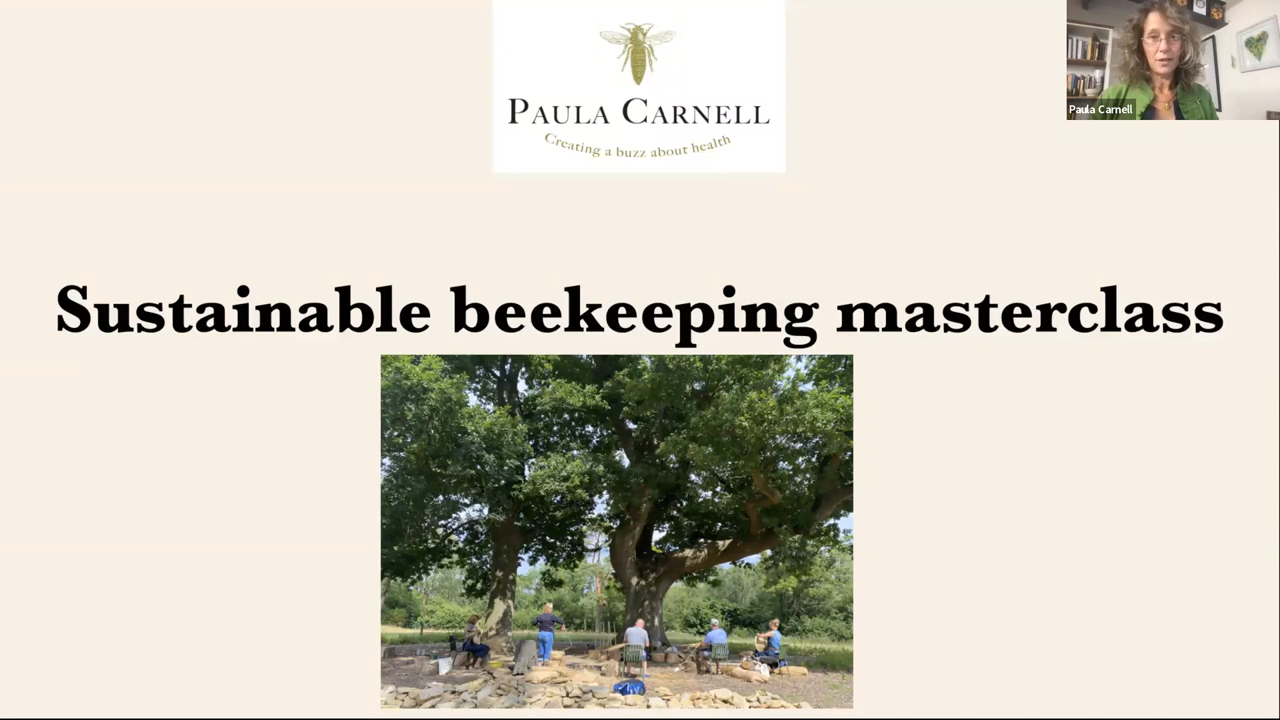 PAULA CARNELL
Creating a buzz about health
Paula Carnell
Sustainable beekeeping masterclass